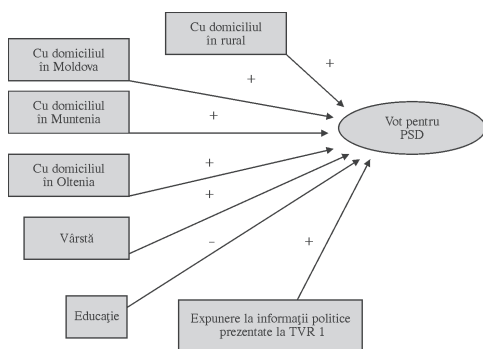 Cu domiciliul
în rural
+
Cu domiciliul
în Moldova
+
Cu domiciliul
în Muntenia
+
Vot pentru
PSD
Cu domiciliul
în Oltenia
+
+
Vârstă
–
+
Educaţie
Expunere la informaţii politice
prezentate la TVR 1